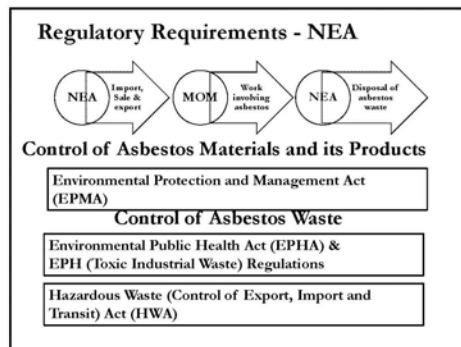 Regulatory Requirements - NEA
NEA
Import,
Sale &
export
MOM
Work
involving
asbestos
NEA
Disposal of
asbestos
waste
Control of Asbestos Materials and its Products
Environmental Protection and Management Act
(EPMA)
Control of Asbestos Waste
Environmental Public Health Act (EPHA) &
EPH (Toxic Industrial Waste) Regulations
Hazardous Waste (Control of Export, Import and
Transit) Act (HWA)